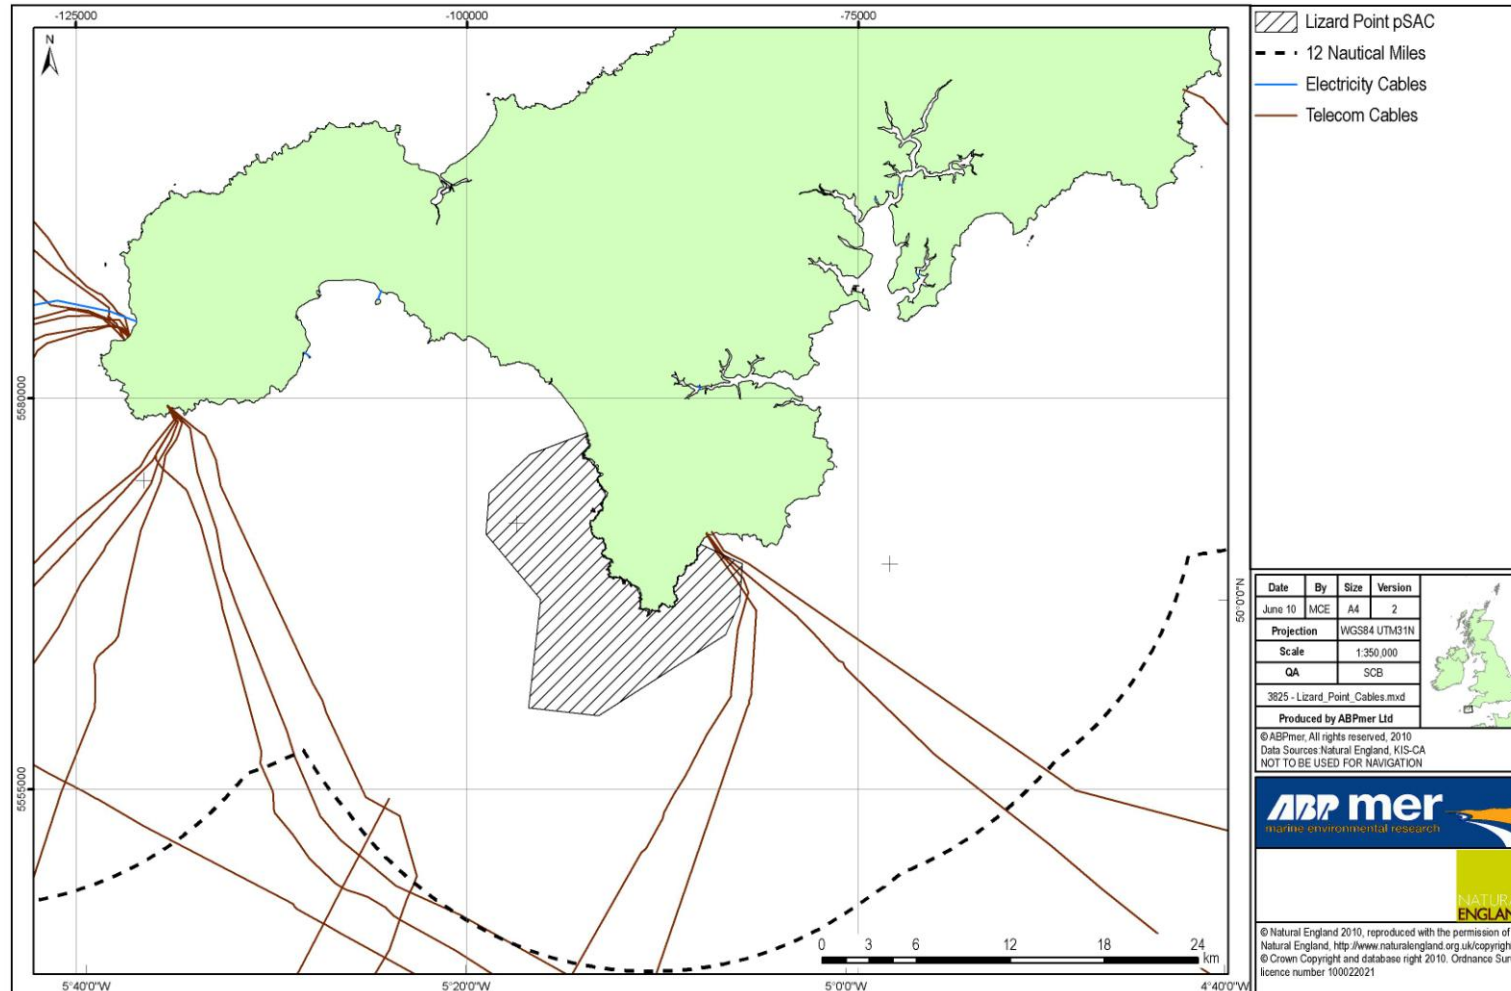 -125000
-100000
-75000
N
5580000
5555000
50°0'0"N
5°40'0"W
5°20'0"W
5°0'0"W
4°40'0"W
0 3 6 12 18 24
km
Lizard Point pSAC
12 Nautical Miles
Electricity Cables
Telecom Cables
Date By Size Version
June 10 MCE A4 2
Projection WGS84 UTM31N
Scale 1:350,000
QA SCB
3825 - Lizard_Point_Cables.mxd
Produced by ABPmer Ltd
© ABPmer, All rights reserved, 2010
Data Sources:Natural England, KIS-CA
NOT TO BE USED FOR NAVIGATION
ABP mer
marine environmental research
NATUR
ENGLAN
© Natural England 2010, reproduced with the permission of
Natural England, http://www.naturalengland.org.uk/copyright
© Crown Copyright and database right 2010. Ordnance Sur
licence number 100022021